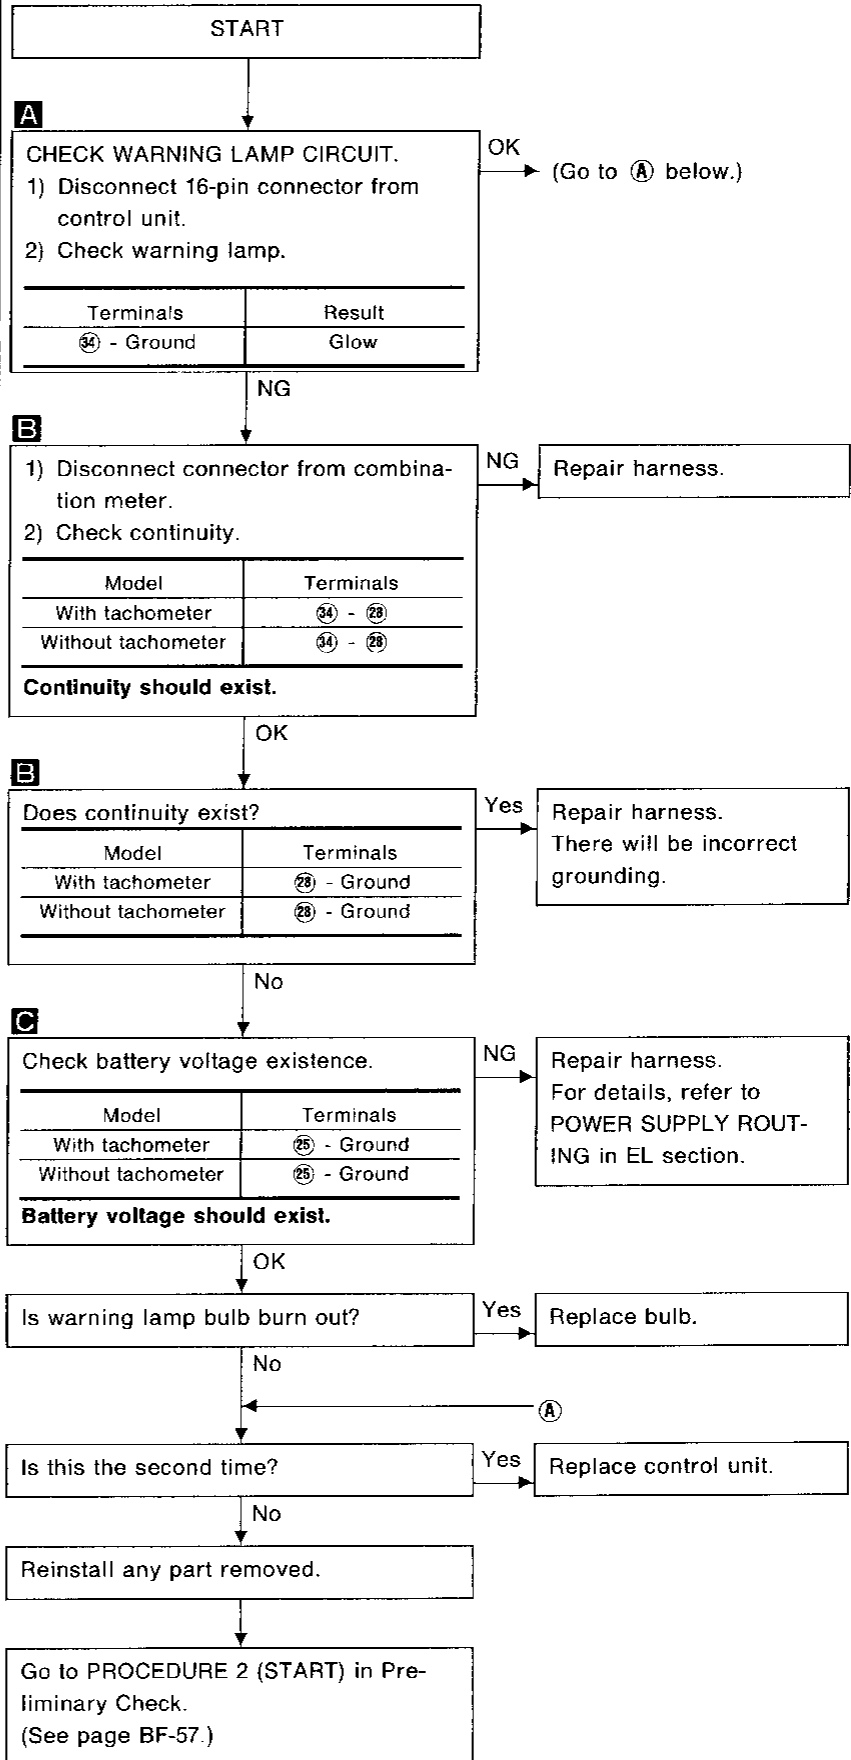 START
A
CHECK WARNING LAMP CIRCUIT.
1) Disconnect 16-pin connector from
control unit.
2) Check warning lamp.
Terminals Result
㉞ - Ground Glow
OK
(Go to Ⓐ below.)
NG
B
1) Disconnect connector from combina-
tion meter.
2) Check continuity.
Model Terminals
With tachometer ㉞ - ㉘
Without tachometer ㉞ - ㉘
Continuity should exist.
NG
Repair harness.
OK
B
Does continuity exist?
Model Terminals
With tachometer ㉘ - Ground
Without tachometer ㉘ - Ground
Yes
Repair harness.
There will be incorrect
grounding.
No
C
Check battery voltage existence.
Model Terminals
With tachometer ㉕ - Ground
Without tachometer ㉕ - Ground
Battery voltage should exist.
NG
Repair harness.
For details, refer to
POWER SUPPLY ROUT-
ING in EL section.
OK
Is warning lamp bulb burn out?
Yes
Replace bulb.
No
Ⓐ
Is this the second time?
Yes
Replace control unit.
No
Reinstall any part removed.
Go to PROCEDURE 2 (START) in Pre-
liminary Check.
(See page BF-57.)